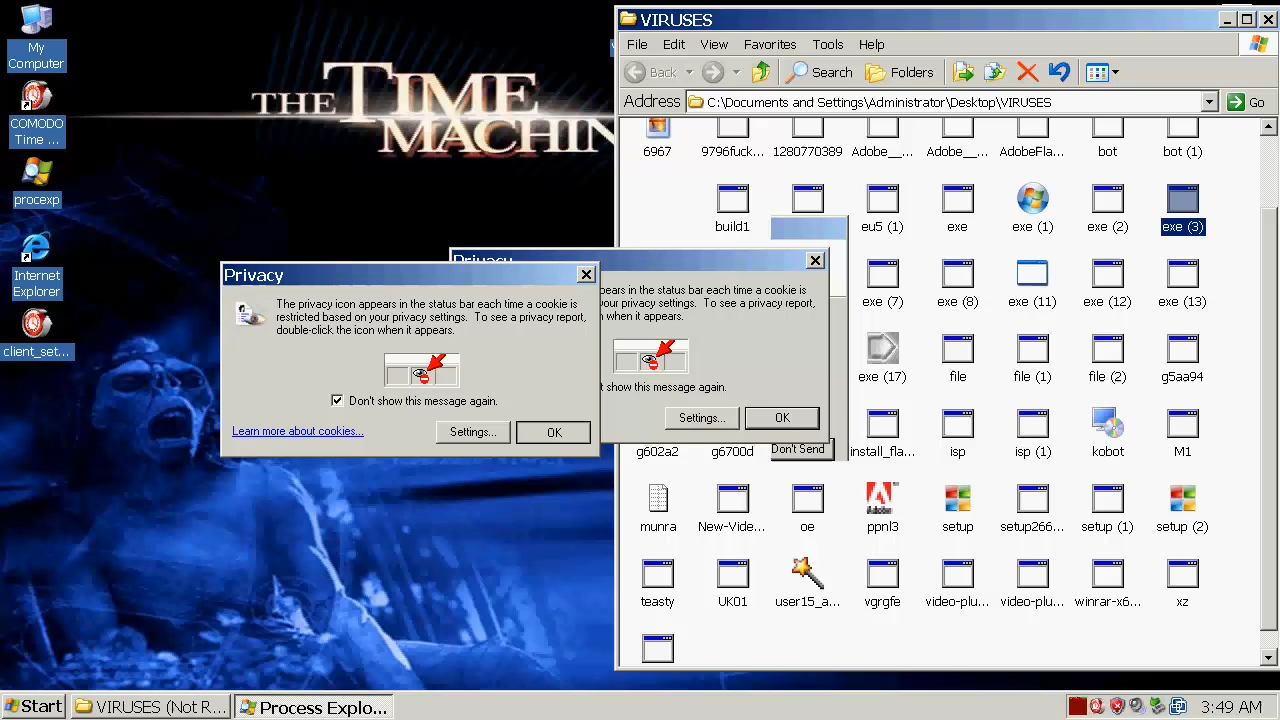 My
Computer
COMODO
Time ...
procexp
Internet
Explorer
client_set...
THE TIME
MACHIN
VIRUSES
File Edit View Favorites Tools Help
Back Search Folders
Address C:\Documents and Settings\Administrator\Desktop\VIRUSES Go
6967 9796fuck... 1280770389 Adobe__... Adobe__... AdobeFla... bot bot (1)
build1 eu5 (1) exe exe (1) exe (2) exe (3)
exe (7) exe (8) exe (11) exe (12) exe (13)
exe (17) file file (1) file (2) g5aa94
g602a2 g6700d install_fla... isp isp (1) kobot M1
munra New-Vide... oe ppnl3 setup setup266... setup (1) setup (2)
teasty UK01 user15_a... vgrgfe video-plu... video-plu... winrar-x6... xz
Privacy
The privacy icon appears in the status bar each time a cookie is
restricted based on your privacy settings. To see a privacy report,
double-click the icon when it appears.
Don't show this message again.
Learn more about cookies...
Settings... OK
Privacy
pears in the status bar each time a cookie is
your privacy settings. To see a privacy report,
when it appears.
t show this message again.
Settings... OK
Don't Send
Start VIRUSES (Not R... Process Explo... 3:49 AM